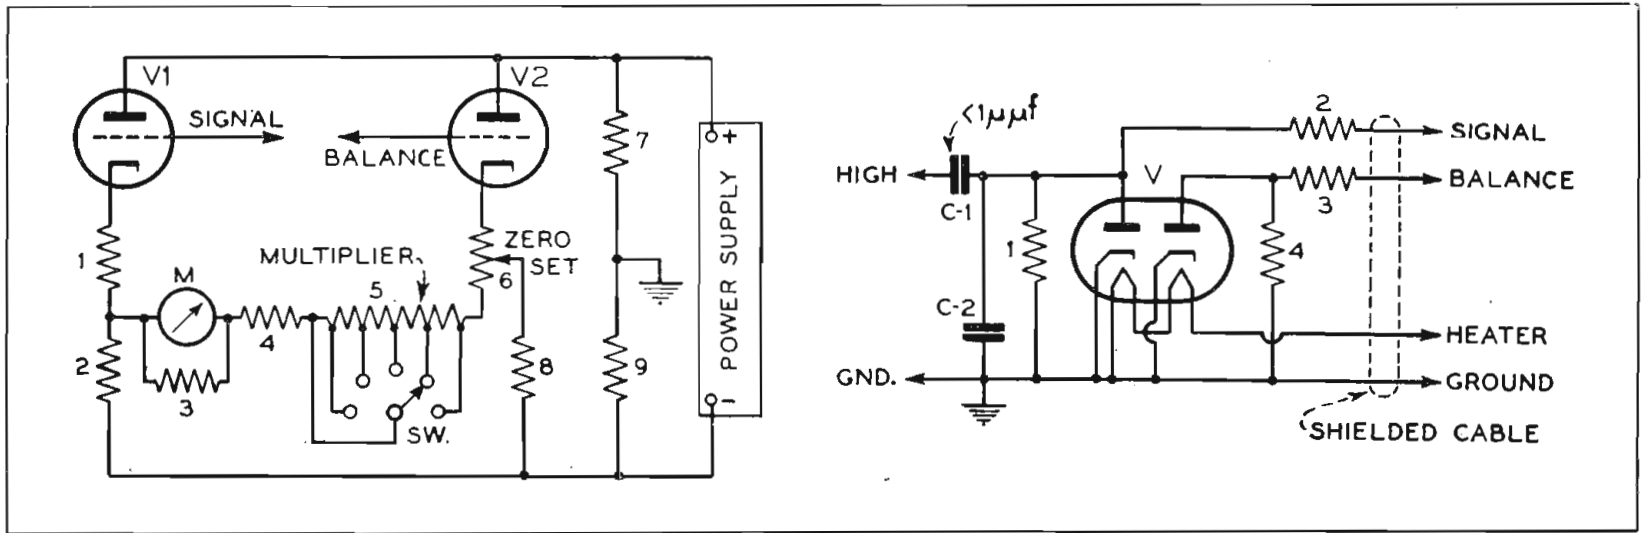 V1
V2
SIGNAL
BALANCE
7
+
1
ZERO
SET
MULTIPLIER
6
M
5
4
POWER SUPPLY
2
3
8
9
SW.
-
<1μμf
2
SIGNAL
HIGH
V
BALANCE
C-1
3
1
4
C-2
HEATER
GND.
GROUND
SHIELDED CABLE